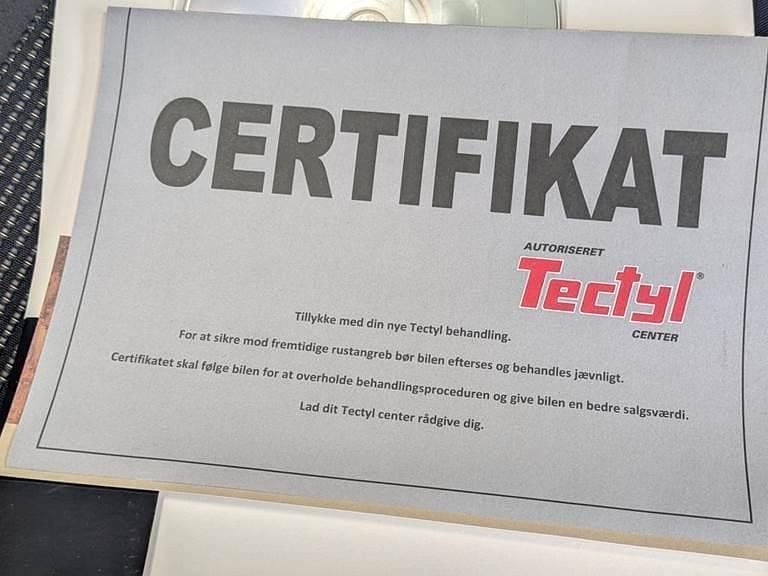 CERTIFIKAT
AUTORISERET
Tectyl®
CENTER
Tillykke med din nye Tectyl behandling.
For at sikre mod fremtidige rustangreb bør bilen efterses og behandles jævnligt.
Certifikatet skal følge bilen for at overholde behandlingsproceduren og give bilen en bedre salgsværdi.
Lad dit Tectyl center rådgive dig.